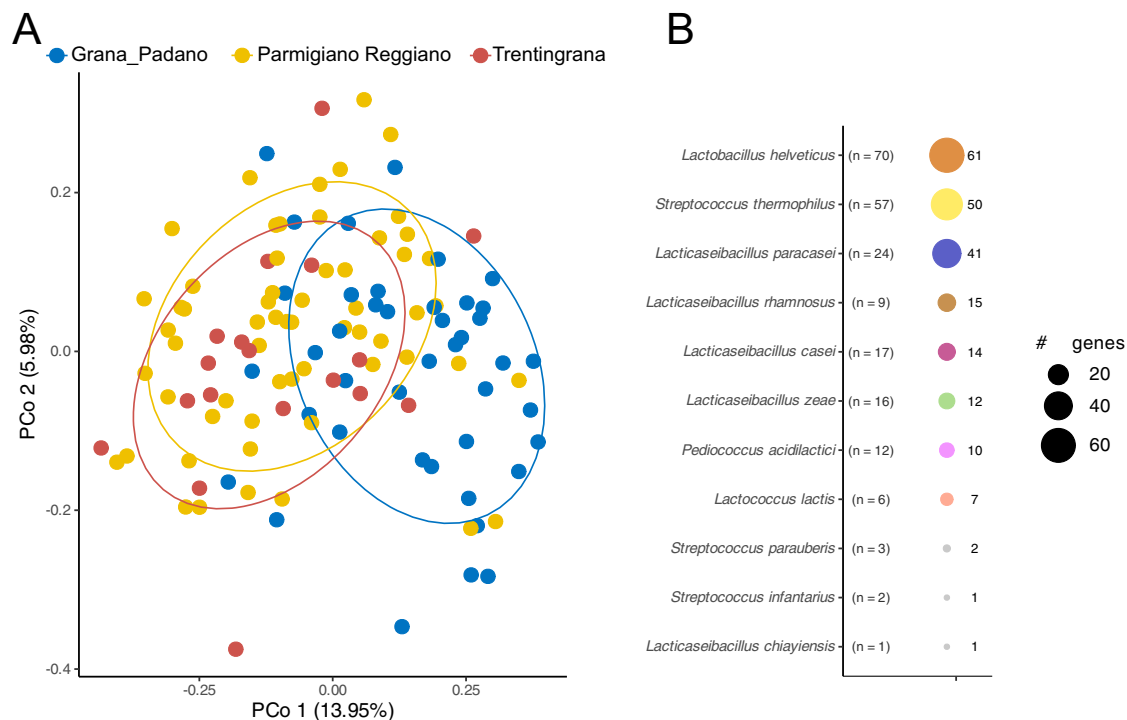 A
B
Grana_Padano Parmigiano Reggiano Trentingrana
PCo 2 (5.98%)
0.2
0.0
-0.2
-0.4
-0.25 0.00 0.25
PCo 1 (13.95%)
Lactobacillus helveticus (n = 70) 61
Streptococcus thermophilus (n = 57) 50
Lacticaseibacillus paracasei (n = 24) 41
Lacticaseibacillus rhamnosus (n = 9) 15
Lacticaseibacillus casei (n = 17) 14
Lacticaseibacillus zeae (n = 16) 12
Pediococcus acidilactici (n = 12) 10
Lactococcus lactis (n = 6) 7
Streptococcus parauberis (n = 3) 2
Streptococcus infantarius (n = 2) 1
Lacticaseibacillus chiayiensis (n = 1) 1
# genes
20
40
60